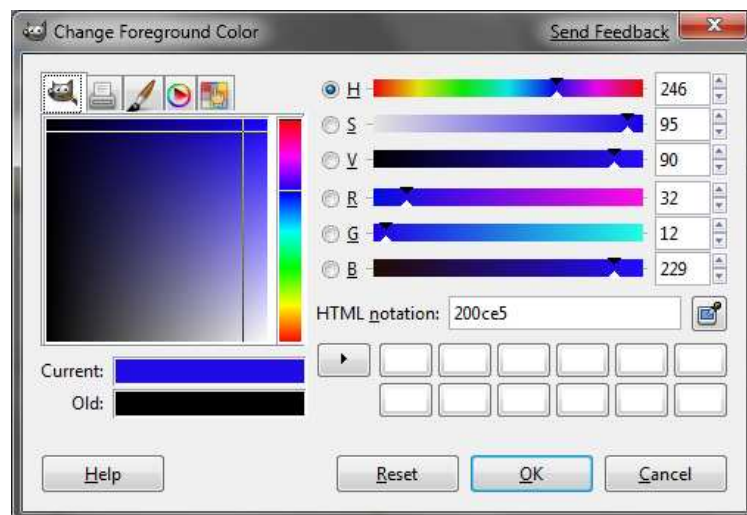 Change Foreground Color
Send Feedback
H 246
S 95
V 90
R 32
G 12
B 229
HTML notation: 200ce5
Current:
Old:
Help
Reset
OK
Cancel